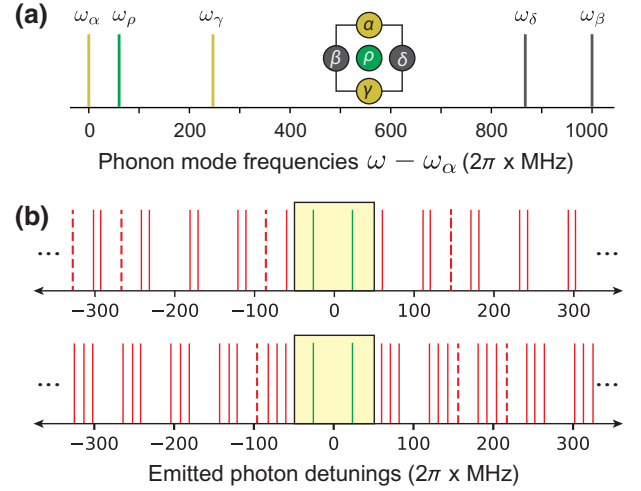 (a)
ω_α ω_ρ ω_γ ω_δ ω_β
α
β ρ δ
γ
0 200 400 600 800 1000
Phonon mode frequencies ω − ω_α (2π x MHz)
(b)
... ...
−300 −200 −100 0 100 200 300
... ...
−300 −200 −100 0 100 200 300
Emitted photon detunings (2π x MHz)